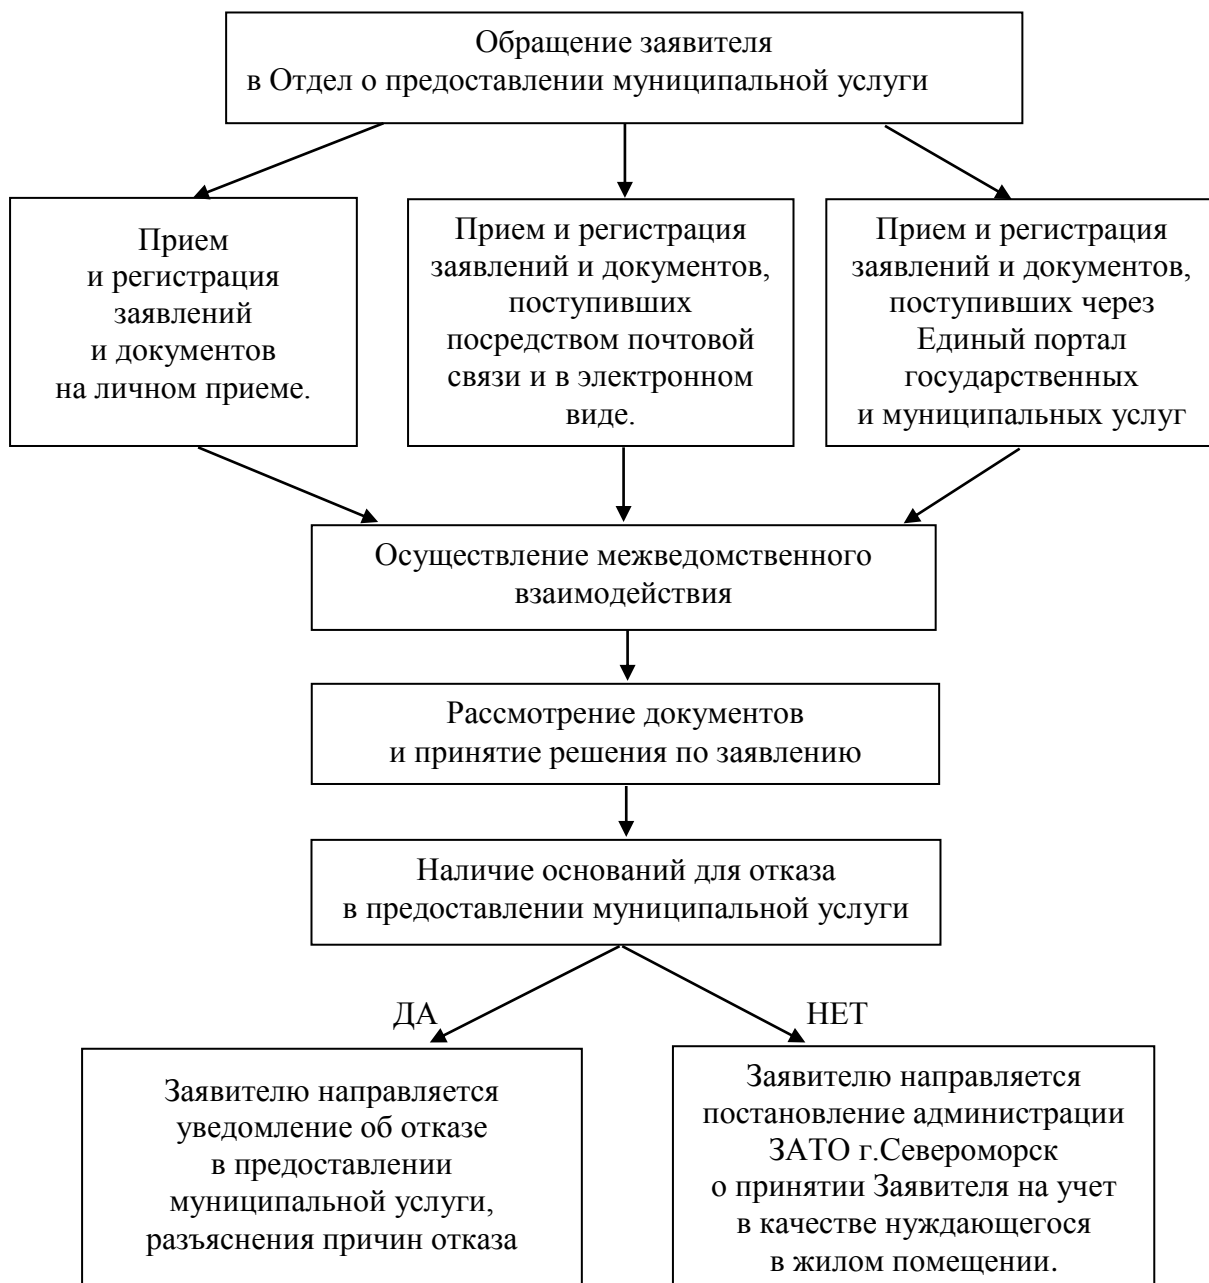 Обращение заявителя
в Отдел о предоставлении муниципальной услуги
Прием
и регистрация
заявлений
и документов
на личном приеме.
Прием и регистрация
заявлений и документов,
поступивших
посредством почтовой
связи и в электронном
виде.
Прием и регистрация
заявлений и документов,
поступивших через
Единый портал
государственных
и муниципальных услуг
Осуществление межведомственного
взаимодействия
Рассмотрение документов
и принятие решения по заявлению
Наличие оснований для отказа
в предоставлении муниципальной услуги
ДА
НЕТ
Заявителю направляется
уведомление об отказе
в предоставлении
муниципальной услуги,
разъяснения причин отказа
Заявителю направляется
постановление администрации
ЗАТО г.Североморск
о принятии Заявителя на учет
в качестве нуждающегося
в жилом помещении.